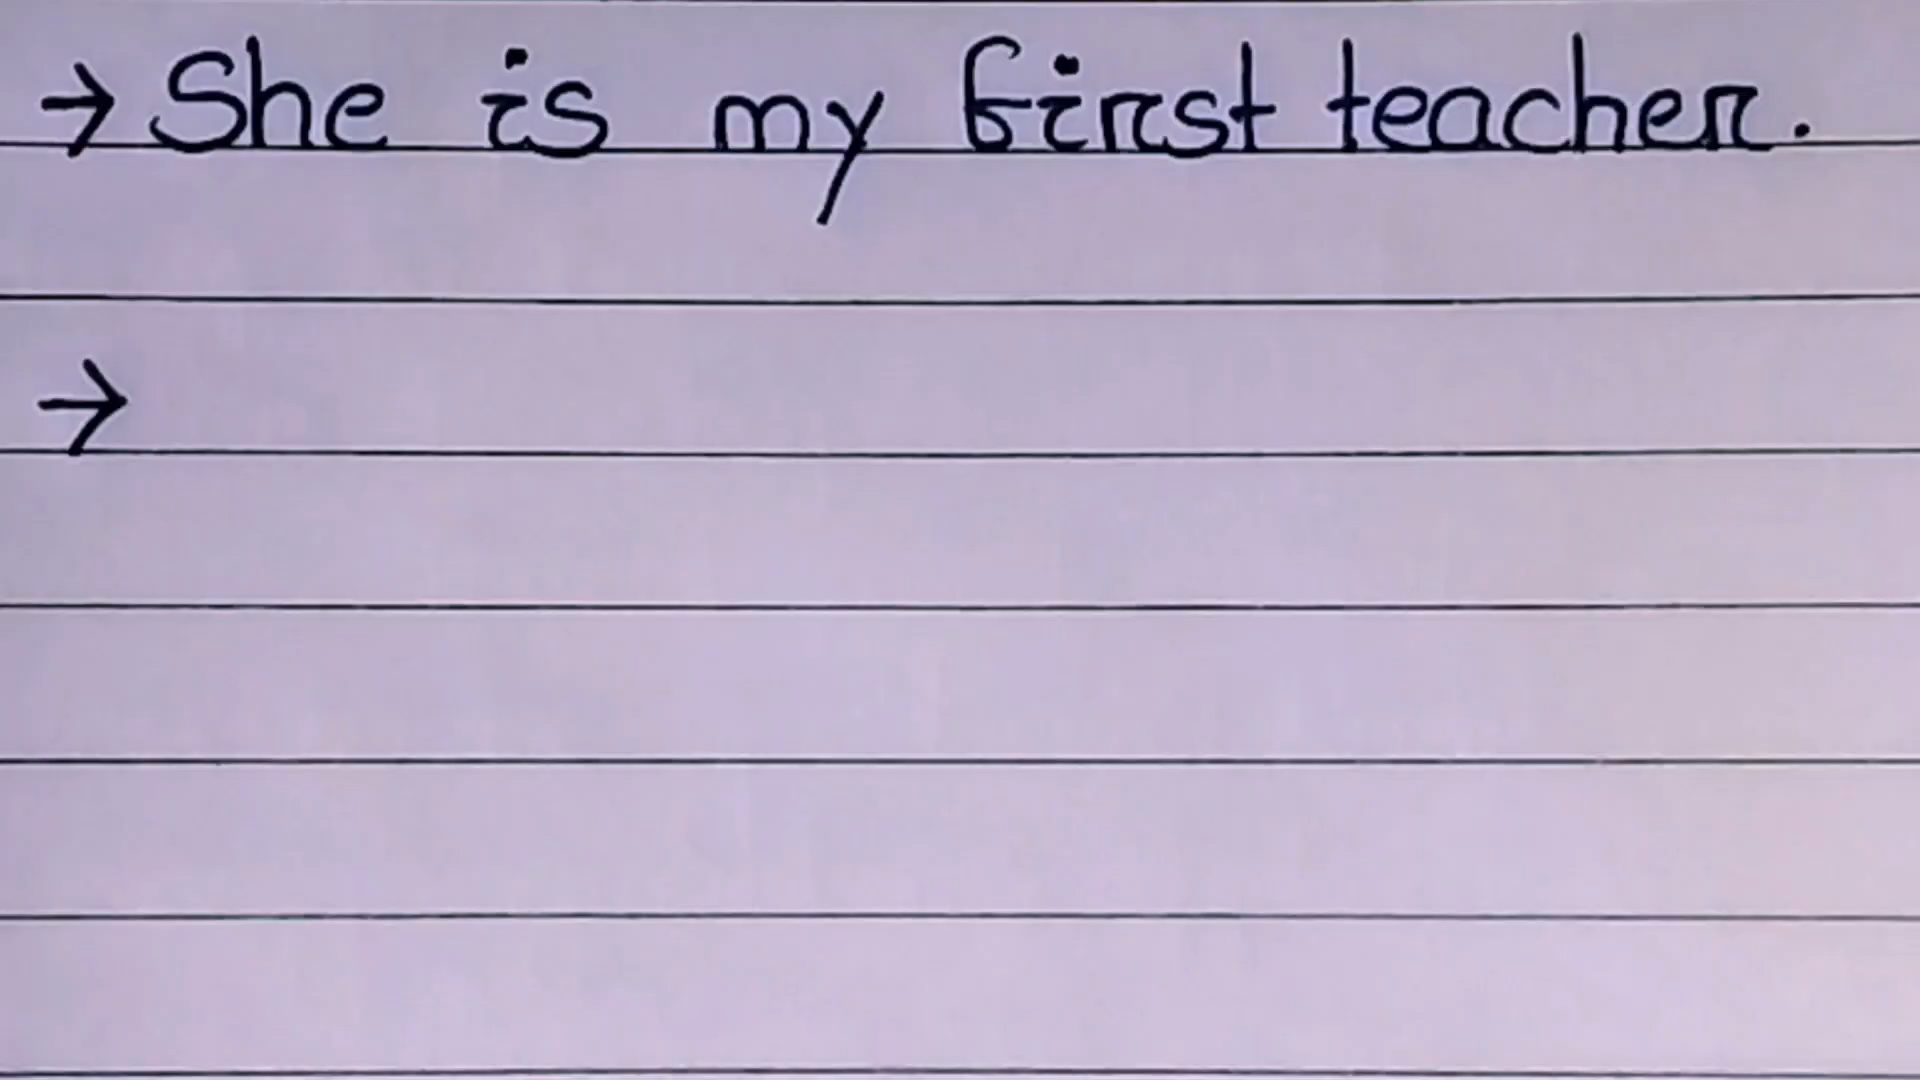 → She is my first teacher.
→